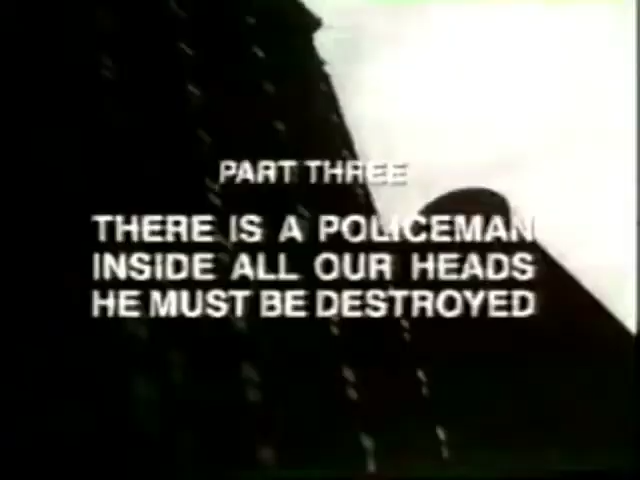 PART THREE
THERE IS A POLICEMAN
INSIDE ALL OUR HEADS
HE MUST BE DESTROYED